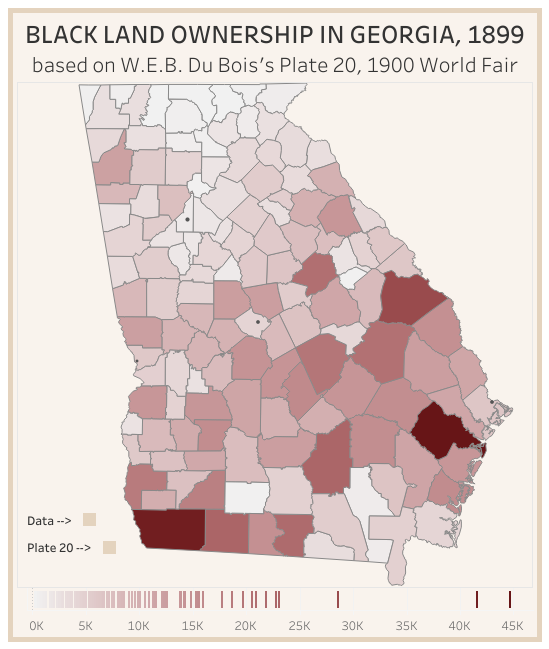 BLACK LAND OWNERSHIP IN GEORGIA, 1899
based on W.E.B. Du Bois's Plate 20, 1900 World Fair
Data -->
Plate 20 -->
0K 5K 10K 15K 20K 25K 30K 35K 40K 45K